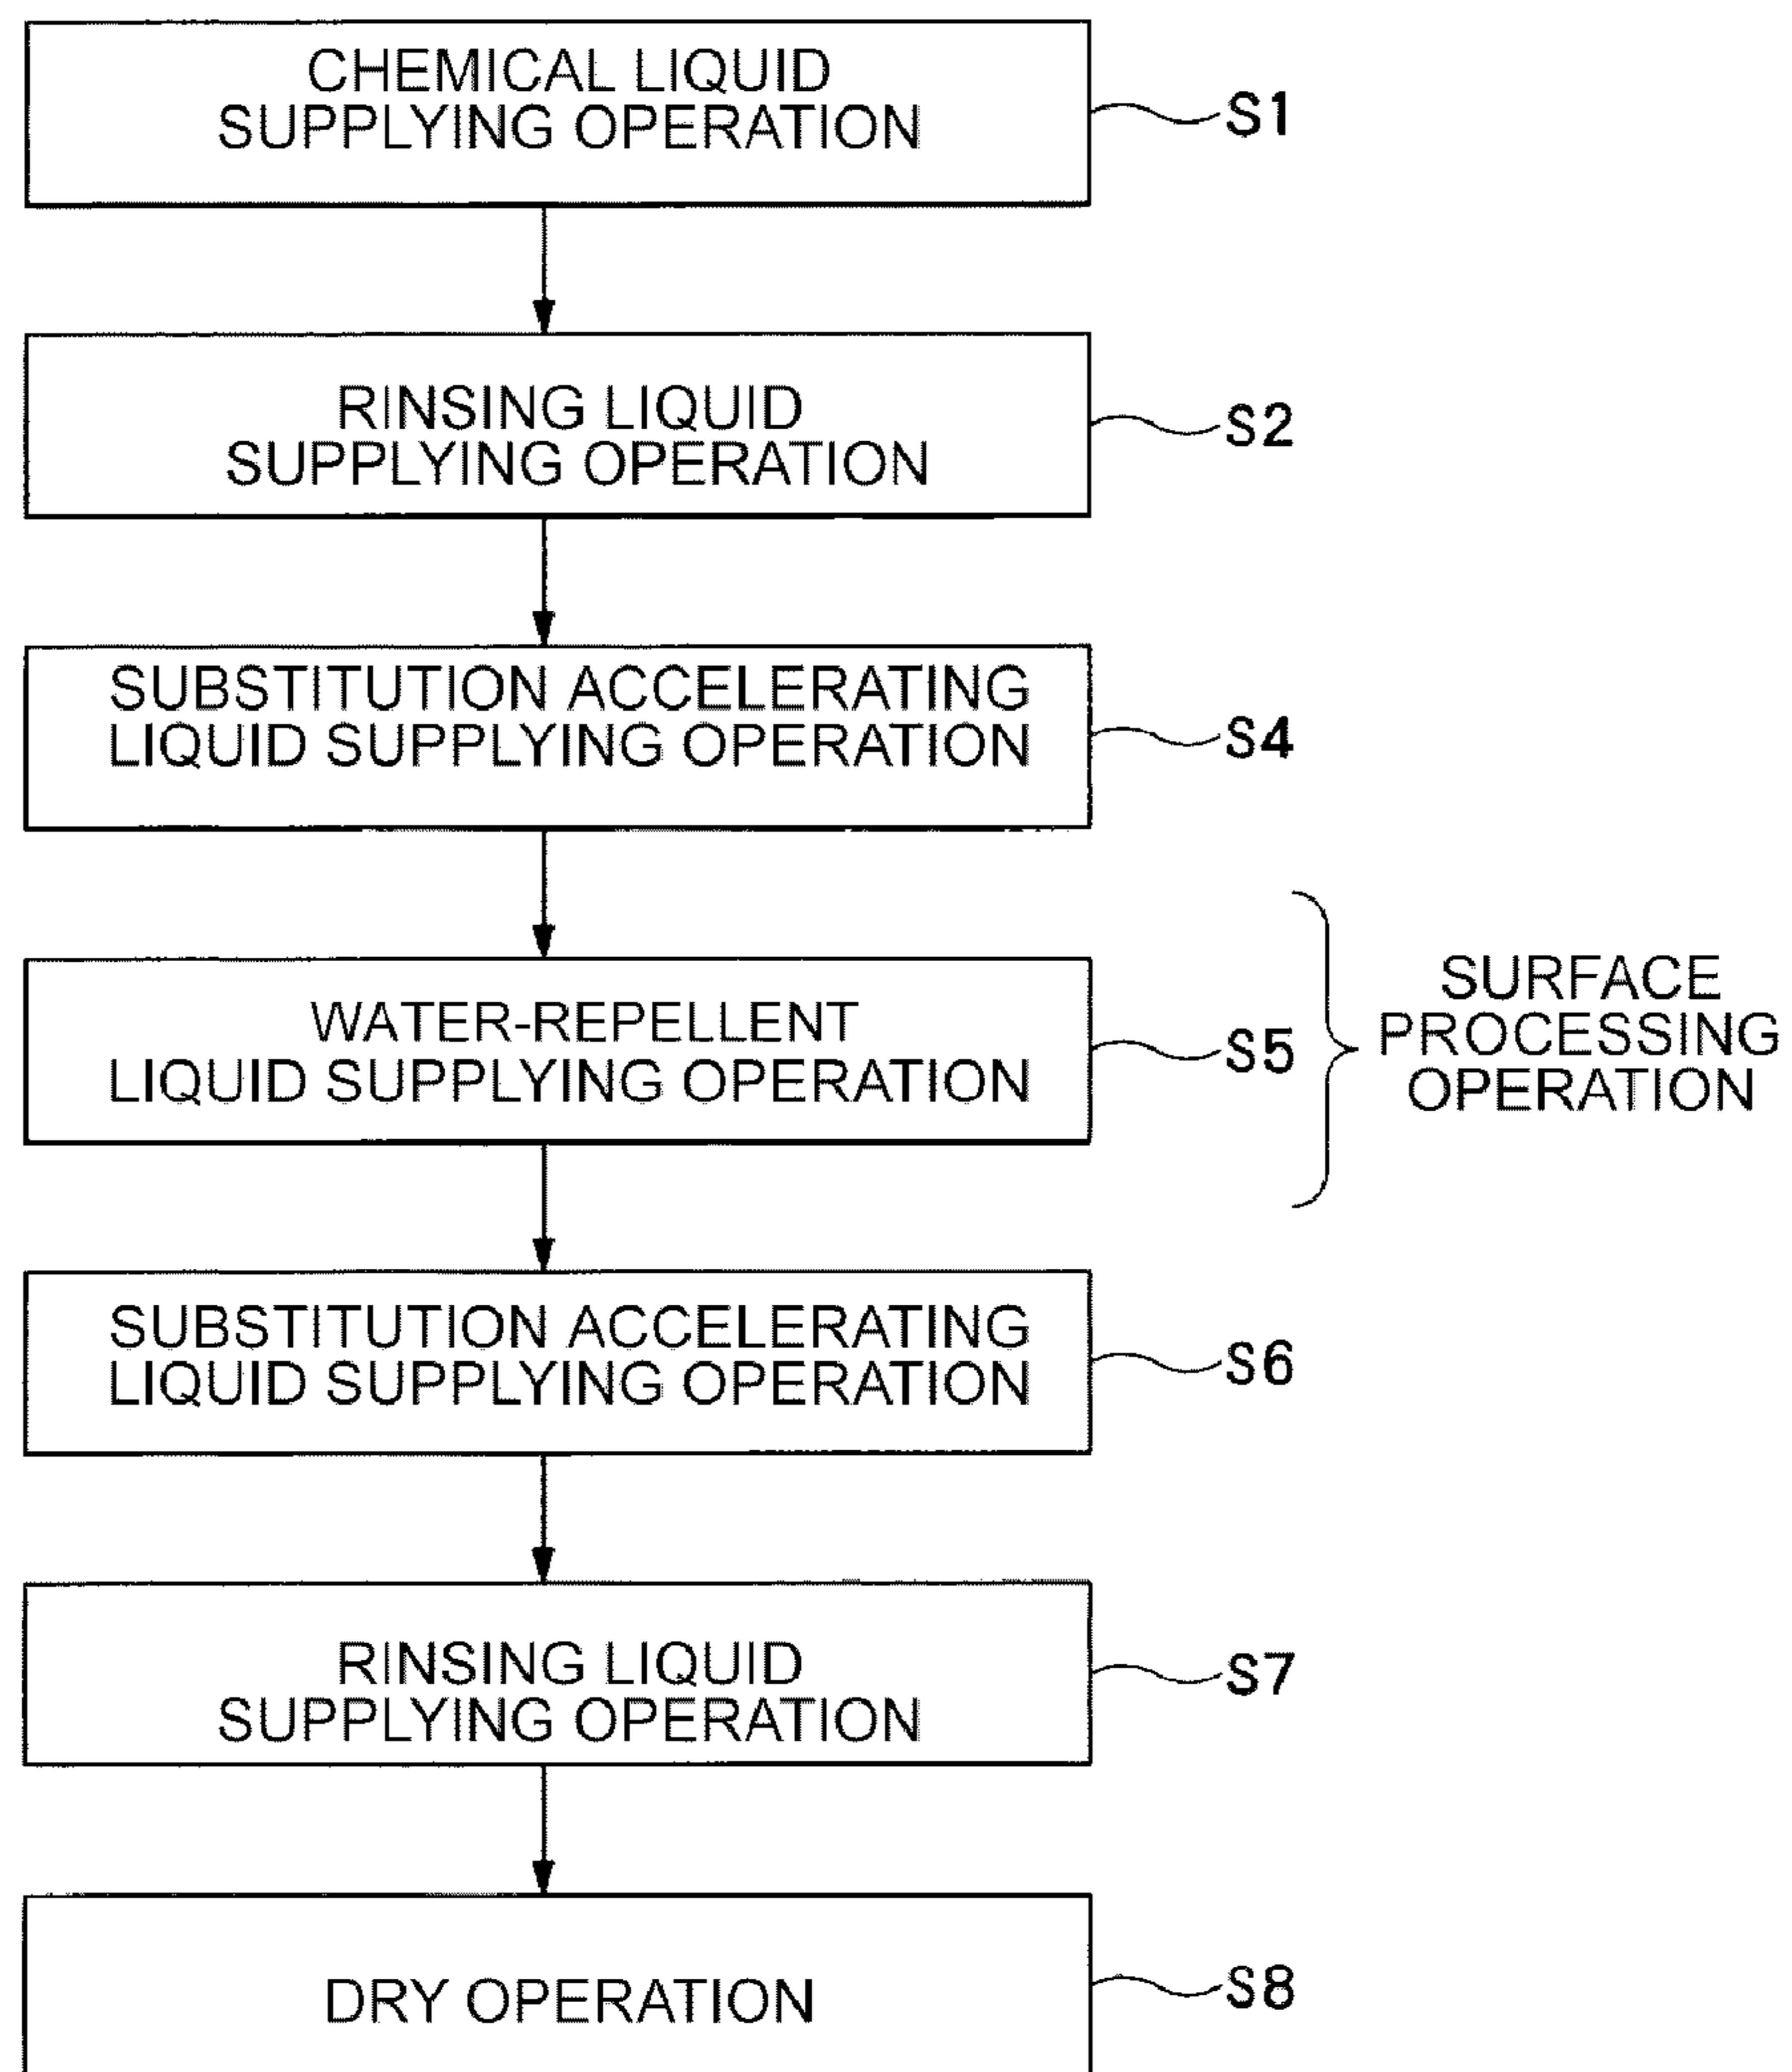 CHEMICAL LIQUID
SUPPLYING OPERATION
S1
RINSING LIQUID
SUPPLYING OPERATION
S2
SUBSTITUTION ACCELERATING
LIQUID SUPPLYING OPERATION
S4
WATER-REPELLENT
LIQUID SUPPLYING OPERATION
S5
SURFACE
PROCESSING
OPERATION
SUBSTITUTION ACCELERATING
LIQUID SUPPLYING OPERATION
S6
RINSING LIQUID
SUPPLYING OPERATION
S7
DRY OPERATION
S8